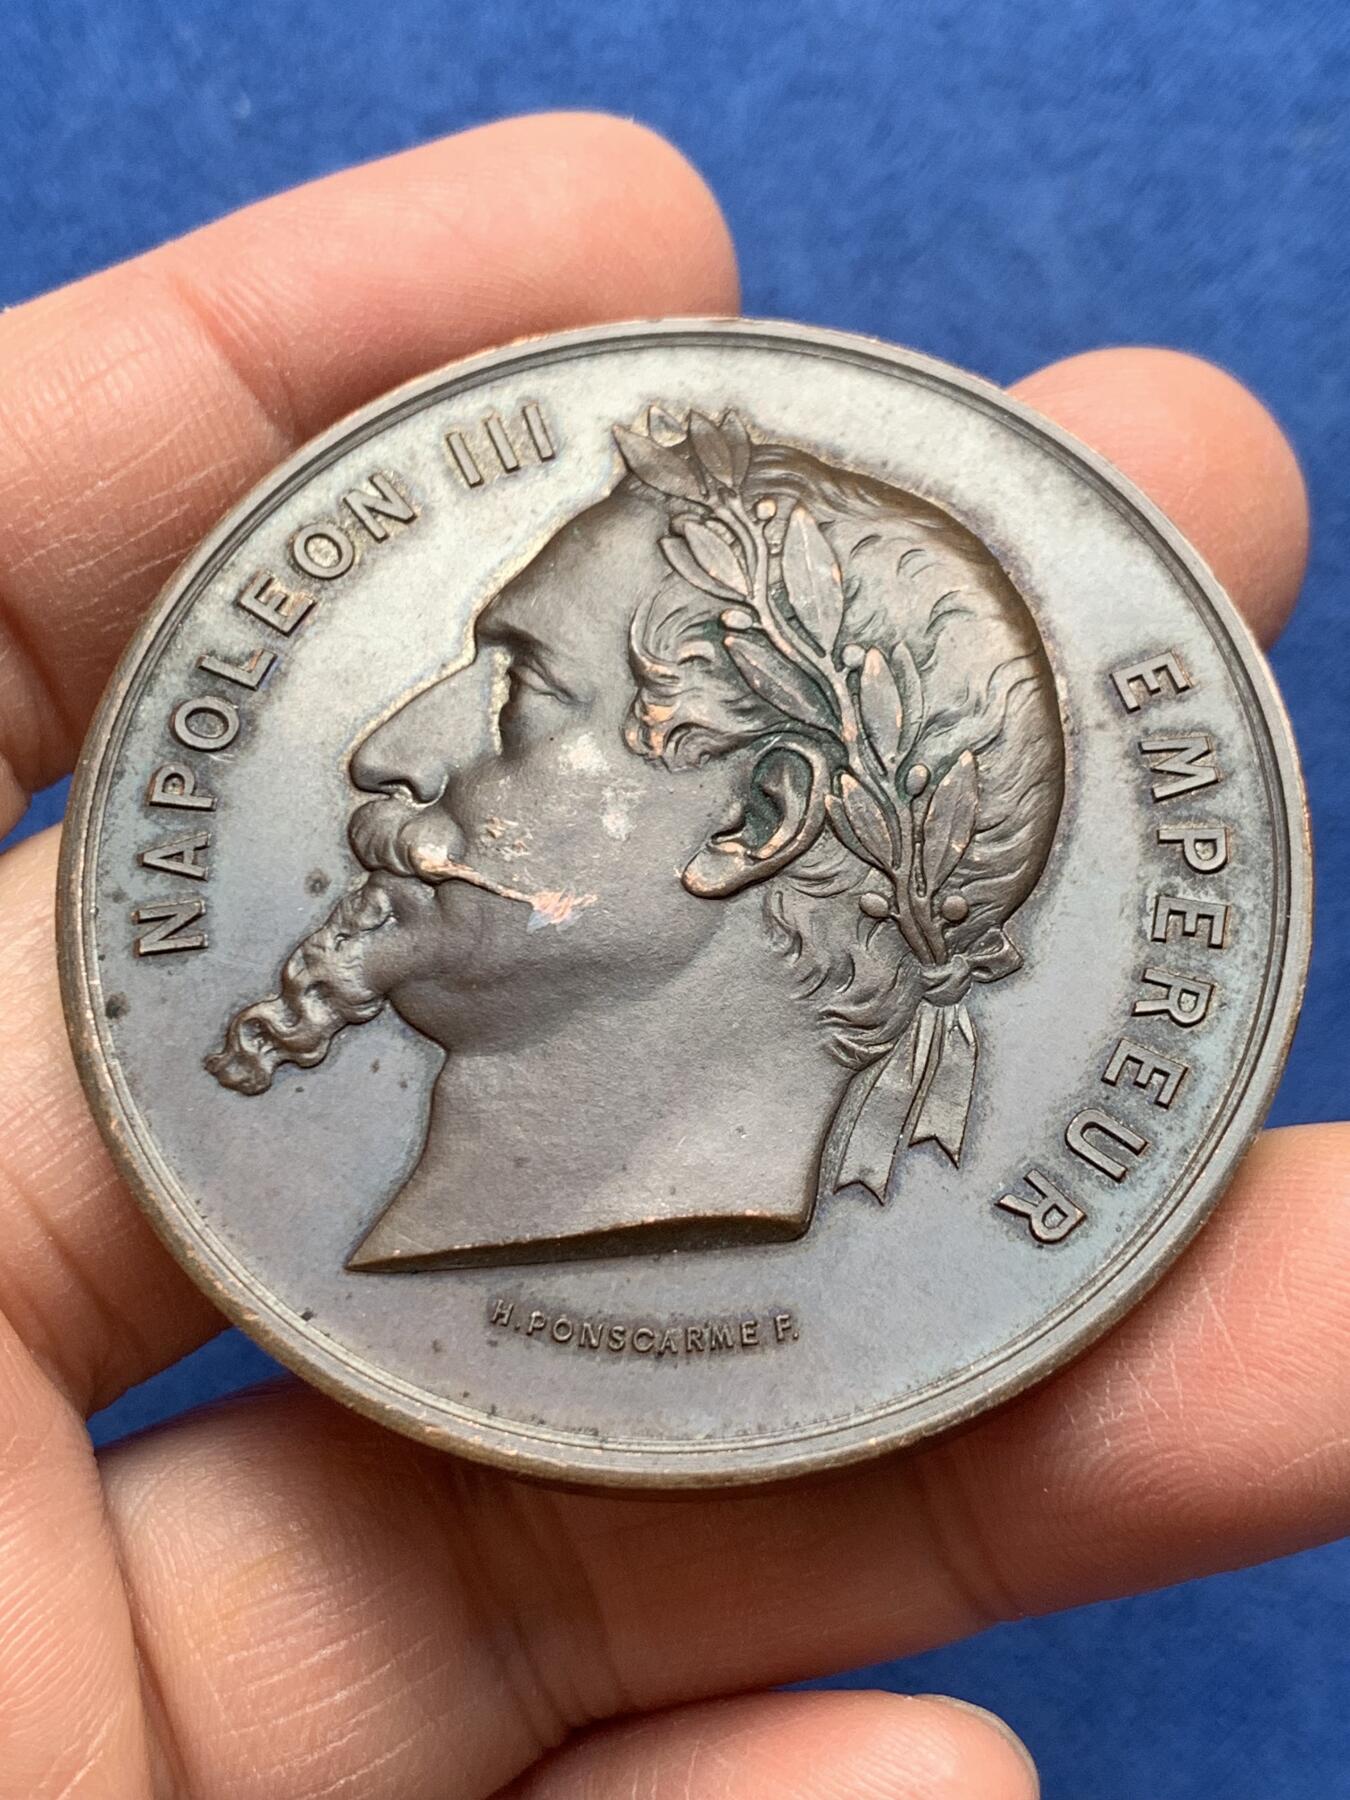 NAPOLEON III
EMPEREUR
H. PONSCARME F.